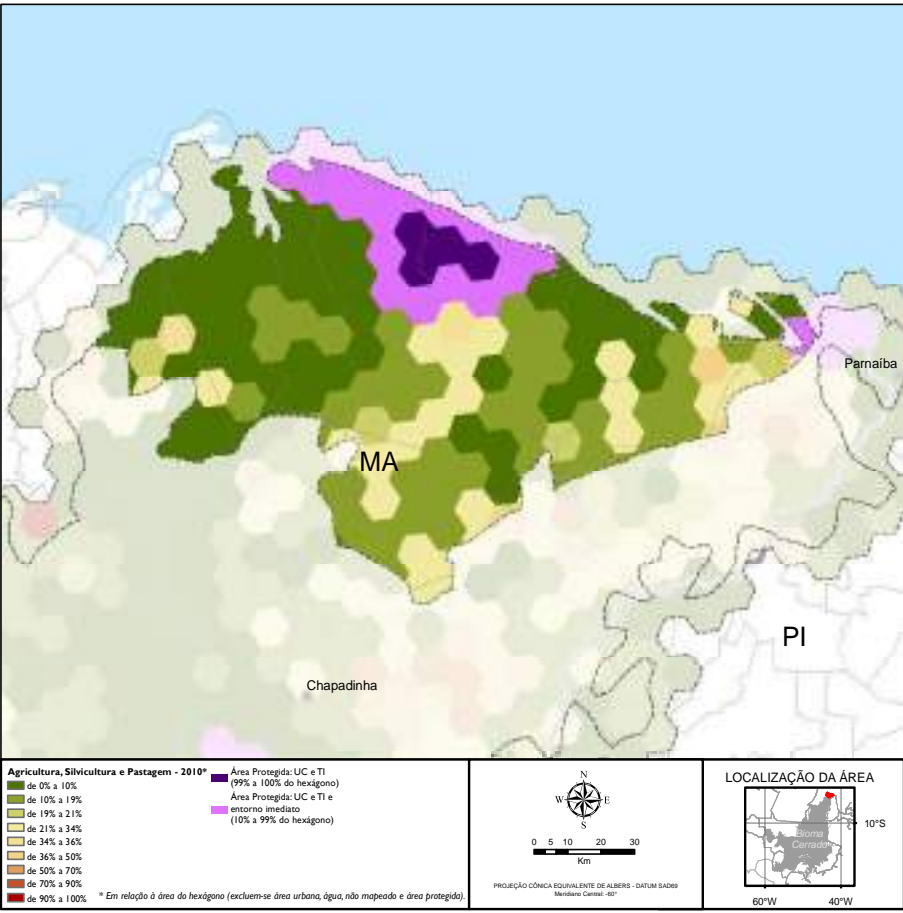 Parnaíba
MA
PI
Chapadinha
Agricultura, Silvicultura e Pastagem - 2010*
de 0% a 10%
de 10% a 19%
de 19% a 21%
de 21% a 34%
de 34% a 36%
de 36% a 50%
de 50% a 70%
de 70% a 90%
de 90% a 100%
Área Protegida: UC e TI
(99% a 100% do hexágono)
Área Protegida: UC e TI e
entorno imediato
(10% a 99% do hexágono)
* Em relação à área do hexágono (excluem-se área urbana, água, não mapeado e área protegida).
N
W E
S
0 5 10 20 30
Km
PROJEÇÃO CÔNICA EQUIVALENTE DE ALBERS - DATUM SAD69
Meridiano Central: -60°
LOCALIZAÇÃO DA ÁREA
10°S
Bioma
Cerrado
60°W 40°W